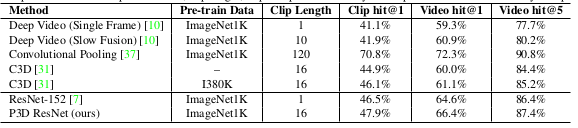 Method Pre-train Data Clip Length Clip hit@1 Video hit@1 Video hit@5
Deep Video (Single Frame) [10] ImageNet1K 1 41.1% 59.3% 77.7%
Deep Video (Slow Fusion) [10] ImageNet1K 10 41.9% 60.9% 80.2%
Convolutional Pooling [37] ImageNet1K 120 70.8% 72.3% 90.8%
C3D [31] – 16 44.9% 60.0% 84.4%
C3D [31] I380K 16 46.1% 61.1% 85.2%
ResNet-152 [7] ImageNet1K 1 46.5% 64.6% 86.4%
P3D ResNet (ours) ImageNet1K 16 47.9% 66.4% 87.4%